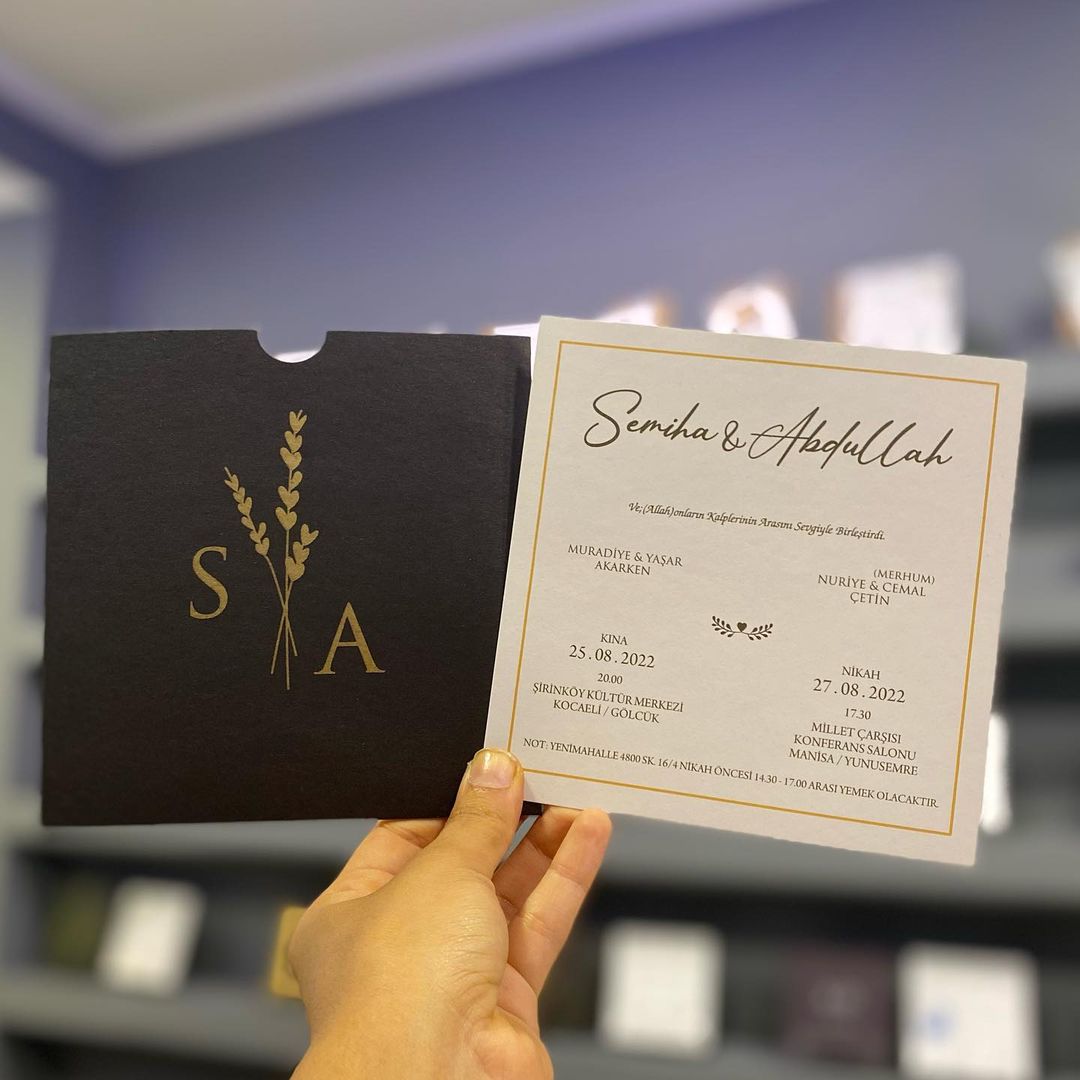 S
A
Semiha & Abdullah
Ve;(Allah)onların Kalplerinin Arasını Sevgiyle Birleştirdi.
MURADİYE & YAŞAR
AKARKEN
(MERHUM)
NURİYE & CEMAL
ÇETİN
KINA
25.08.2022
20.00
ŞİRİNKÖY KÜLTÜR MERKEZİ
KOCAELİ / GÖLCÜK
NİKAH
27.08.2022
17.30
MİLLET ÇARŞISI
KONFERANS SALONU
MANİSA / YUNUSEMRE
NOT: YENİMAHALLE 4800 SK. 16/4 NİKAH ÖNCESİ 14.30 - 17.00 ARASI YEMEK OLACAKTIR.